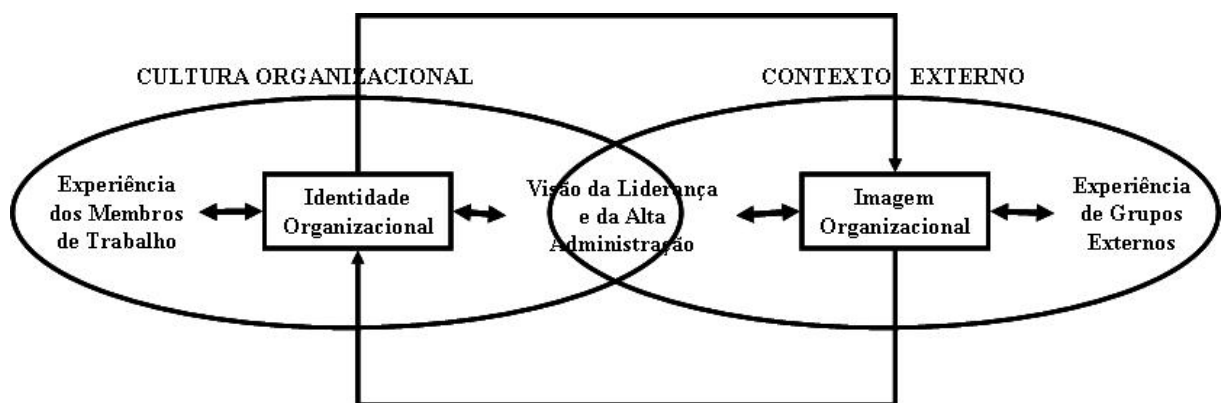 CULTURA ORGANIZACIONAL
CONTEXTO EXTERNO
Experiência
dos Membros
de Trabalho
Identidade
Organizacional
Visão da Liderança
e da Alta
Administração
Imagem
Organizacional
Experiência
de Grupos
Externos